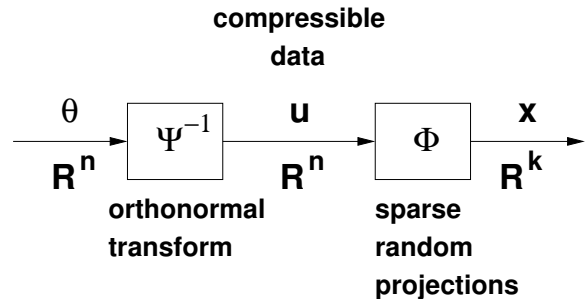 compressible
data
θ
Ψ⁻¹
u
Φ
x
Rⁿ
Rⁿ
Rᵏ
orthonormal
transform
sparse
random
projections